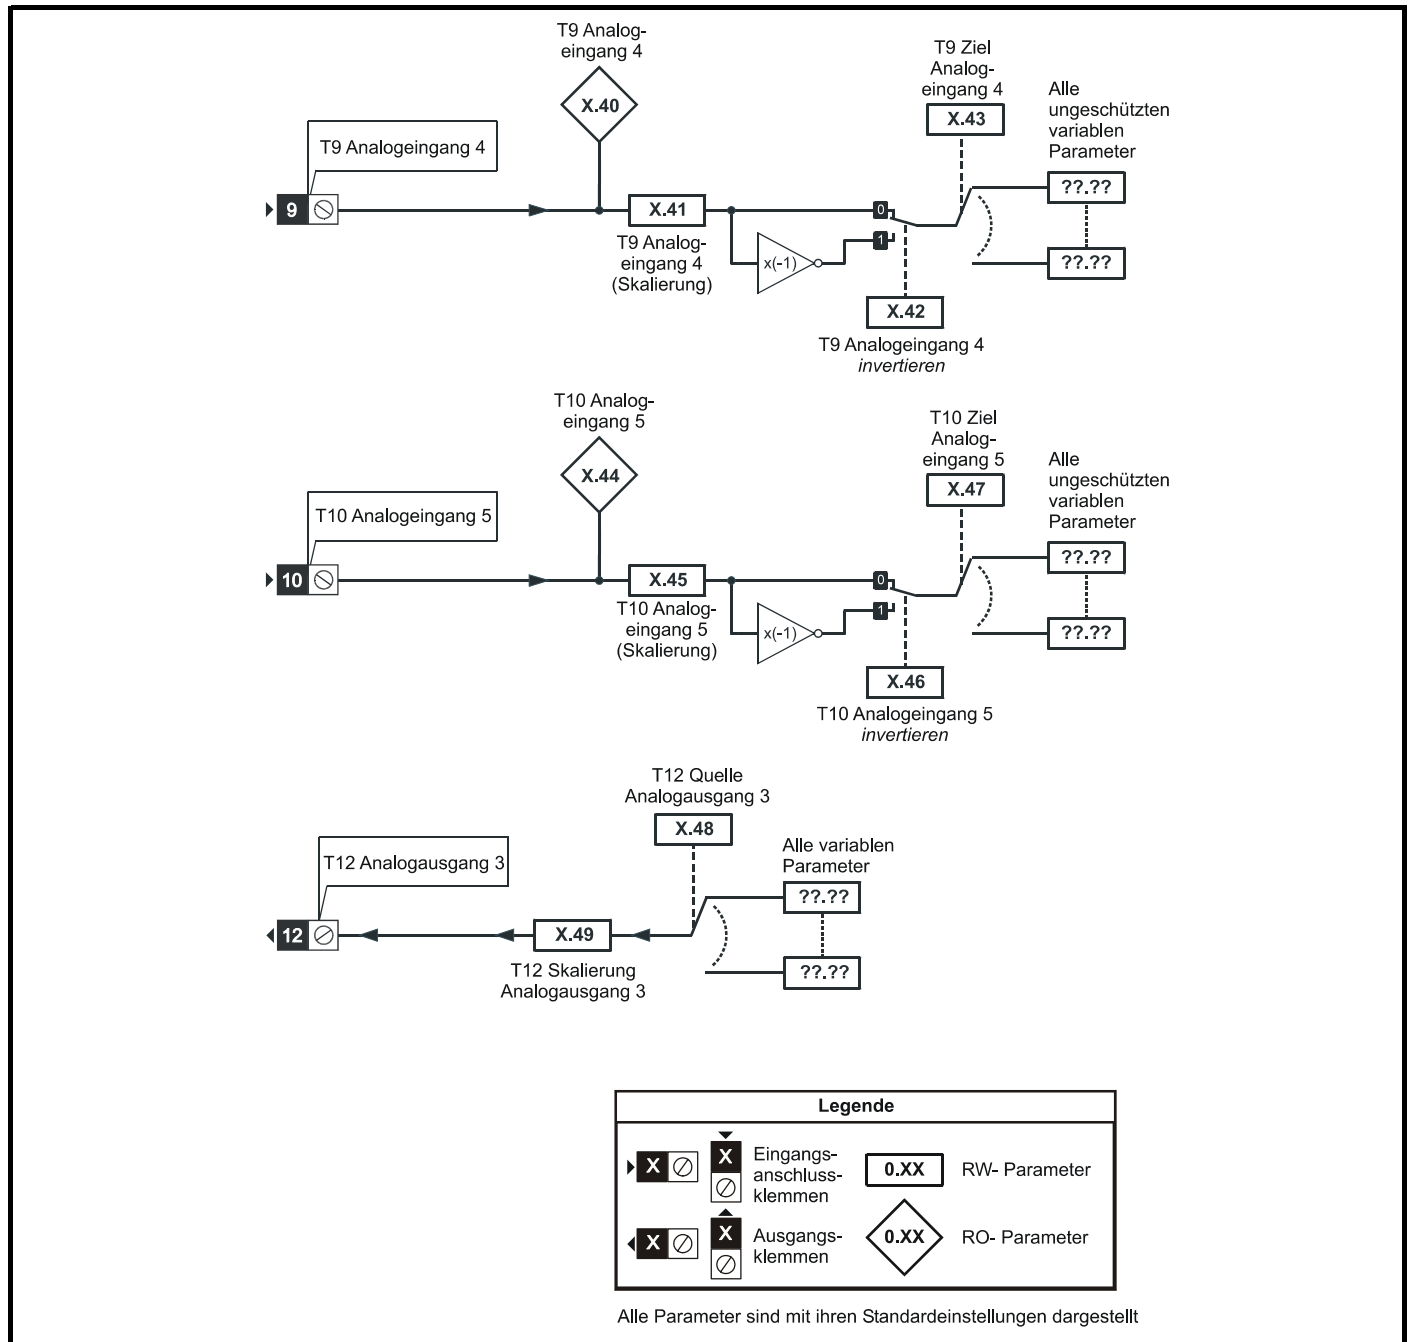 T9 Analog-
eingang 4
X.40
T9 Ziel
Analog-
eingang 4
X.43
Alle
ungeschützten
variablen
Parameter
??.??
??.??
T9 Analogeingang 4
9
X.41
T9 Analog-
eingang 4
(Skalierung)
x(-1)
0
1
X.42
T9 Analogeingang 4
invertieren
T10 Analog-
eingang 5
X.44
T10 Ziel
Analog-
eingang 5
X.47
Alle
ungeschützten
variablen
Parameter
??.??
??.??
T10 Analogeingang 5
10
X.45
T10 Analog-
eingang 5
(Skalierung)
x(-1)
0
1
X.46
T10 Analogeingang 5
invertieren
T12 Quelle
Analogausgang 3
X.48
Alle variablen
Parameter
??.??
??.??
T12 Analogausgang 3
12
X.49
T12 Skalierung
Analogausgang 3
Legende
X
X
Eingangs-
anschluss-
klemmen
0.XX
RW- Parameter
X
X
Ausgangs-
klemmen
0.XX
RO- Parameter
Alle Parameter sind mit ihren Standardeinstellungen dargestellt